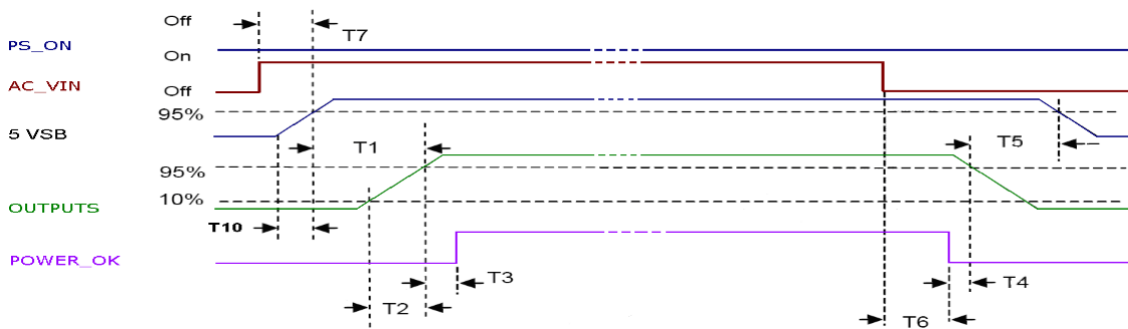 Off
T7
PS_ON
On
AC_VIN
Off
95%
5 VSB
T1
T5
95%
10%
OUTPUTS
T10
POWER_OK
T3
T4
T2
T6